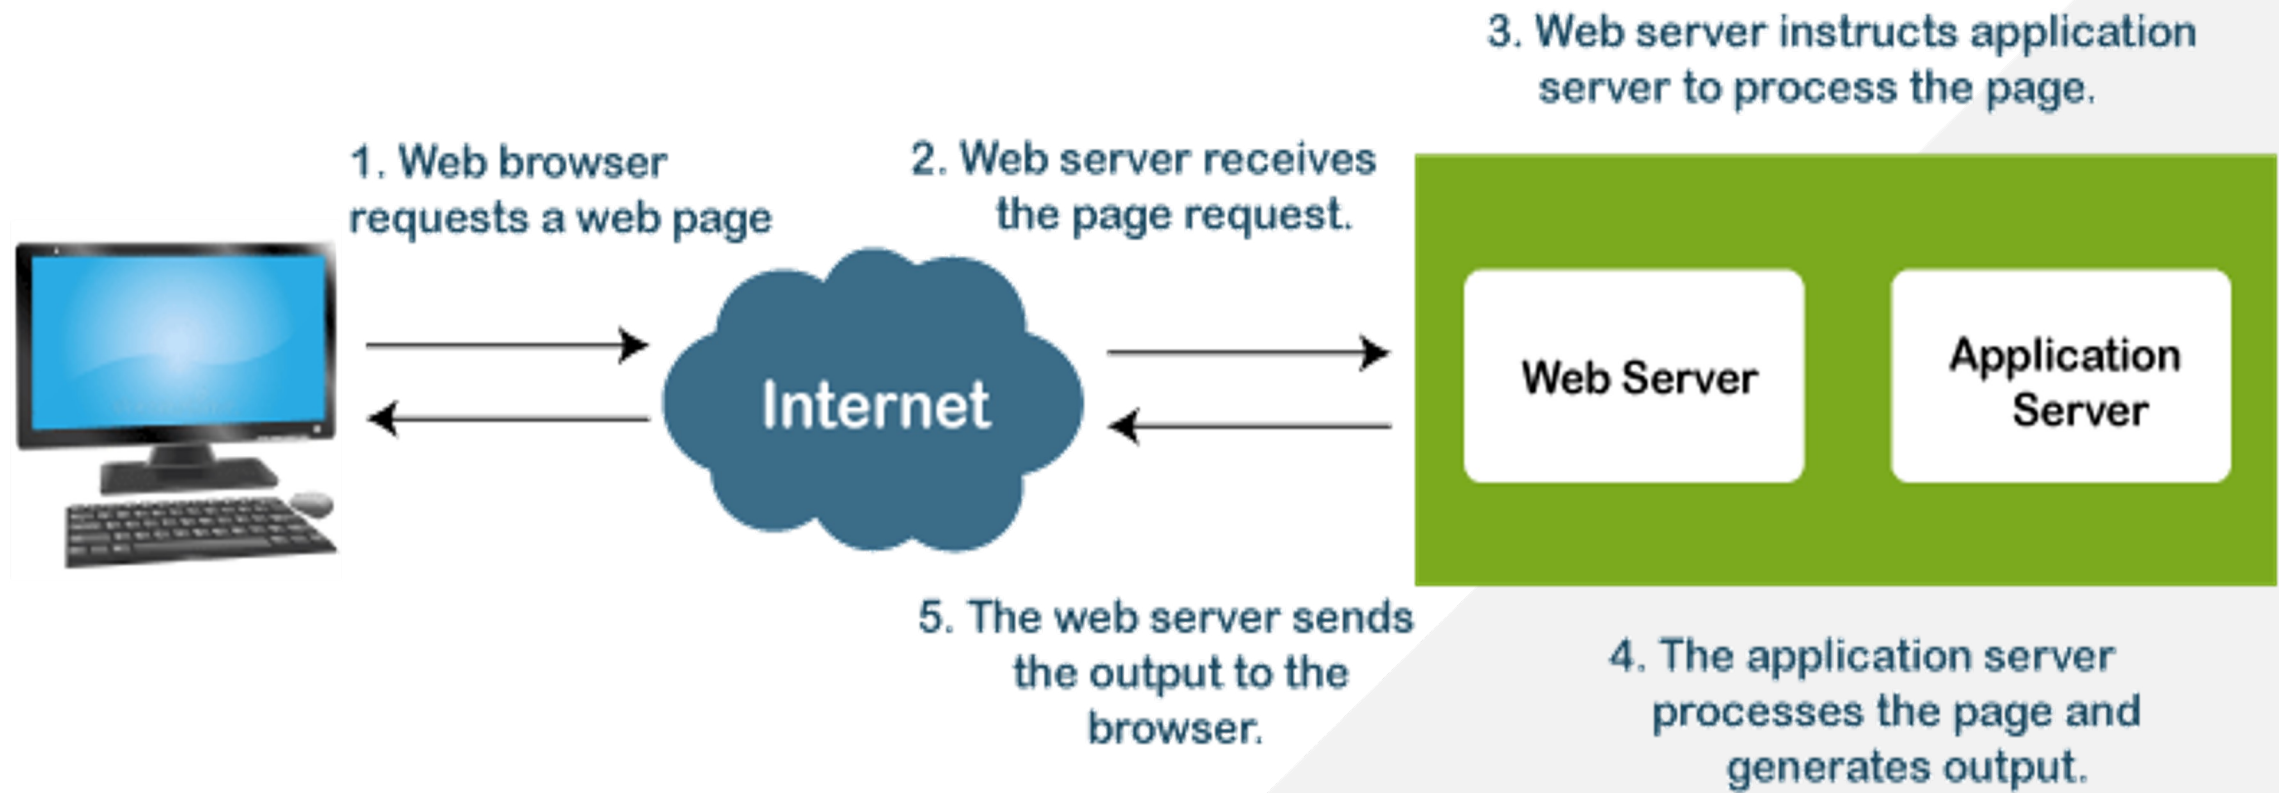 3. Web server instructs application
server to process the page.
1. Web browser
requests a web page
2. Web server receives
the page request.
Internet
Web Server
Application
Server
5. The web server sends
the output to the
browser.
4. The application server
processes the page and
generates output.